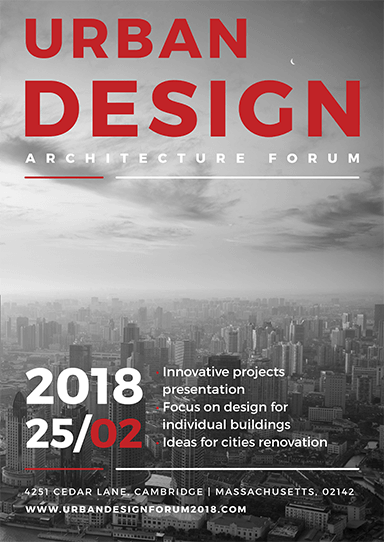 URBAN
DESIGN
ARCHITECTURE FORUM
2018
25/02
- Innovative projects
presentation
- Focus on design for
individual buildings
- Ideas for cities renovation
4251 CEDAR LANE, CAMBRIDGE | MASSACHUSETTS, 02142
WWW.URBANDESIGNFORUM2018.COM